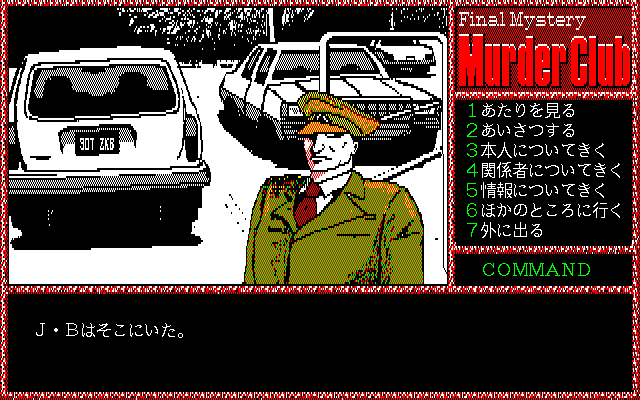 Final Mystery
Murder Club
1 あたりを見る
2 あいさつする
3 本人についてきく
4 関係者についてきく
5 情報についてきく
6 ほかのところに行く
7 外に出る
COMMAND
907 ZK6
J・Bはそこにいた。